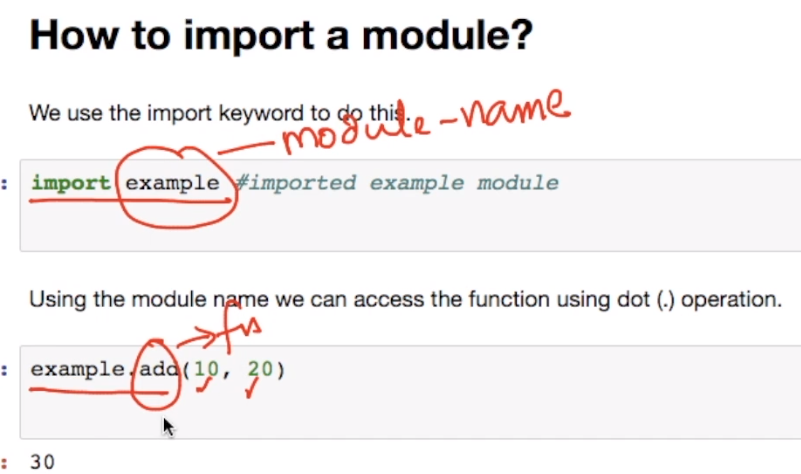 How to import a module?
We use the import keyword to do this.
module-name
: import example #imported example module
Using the module name we can access the function using dot (.) operation.
fn
: example.add(10, 20)
: 30